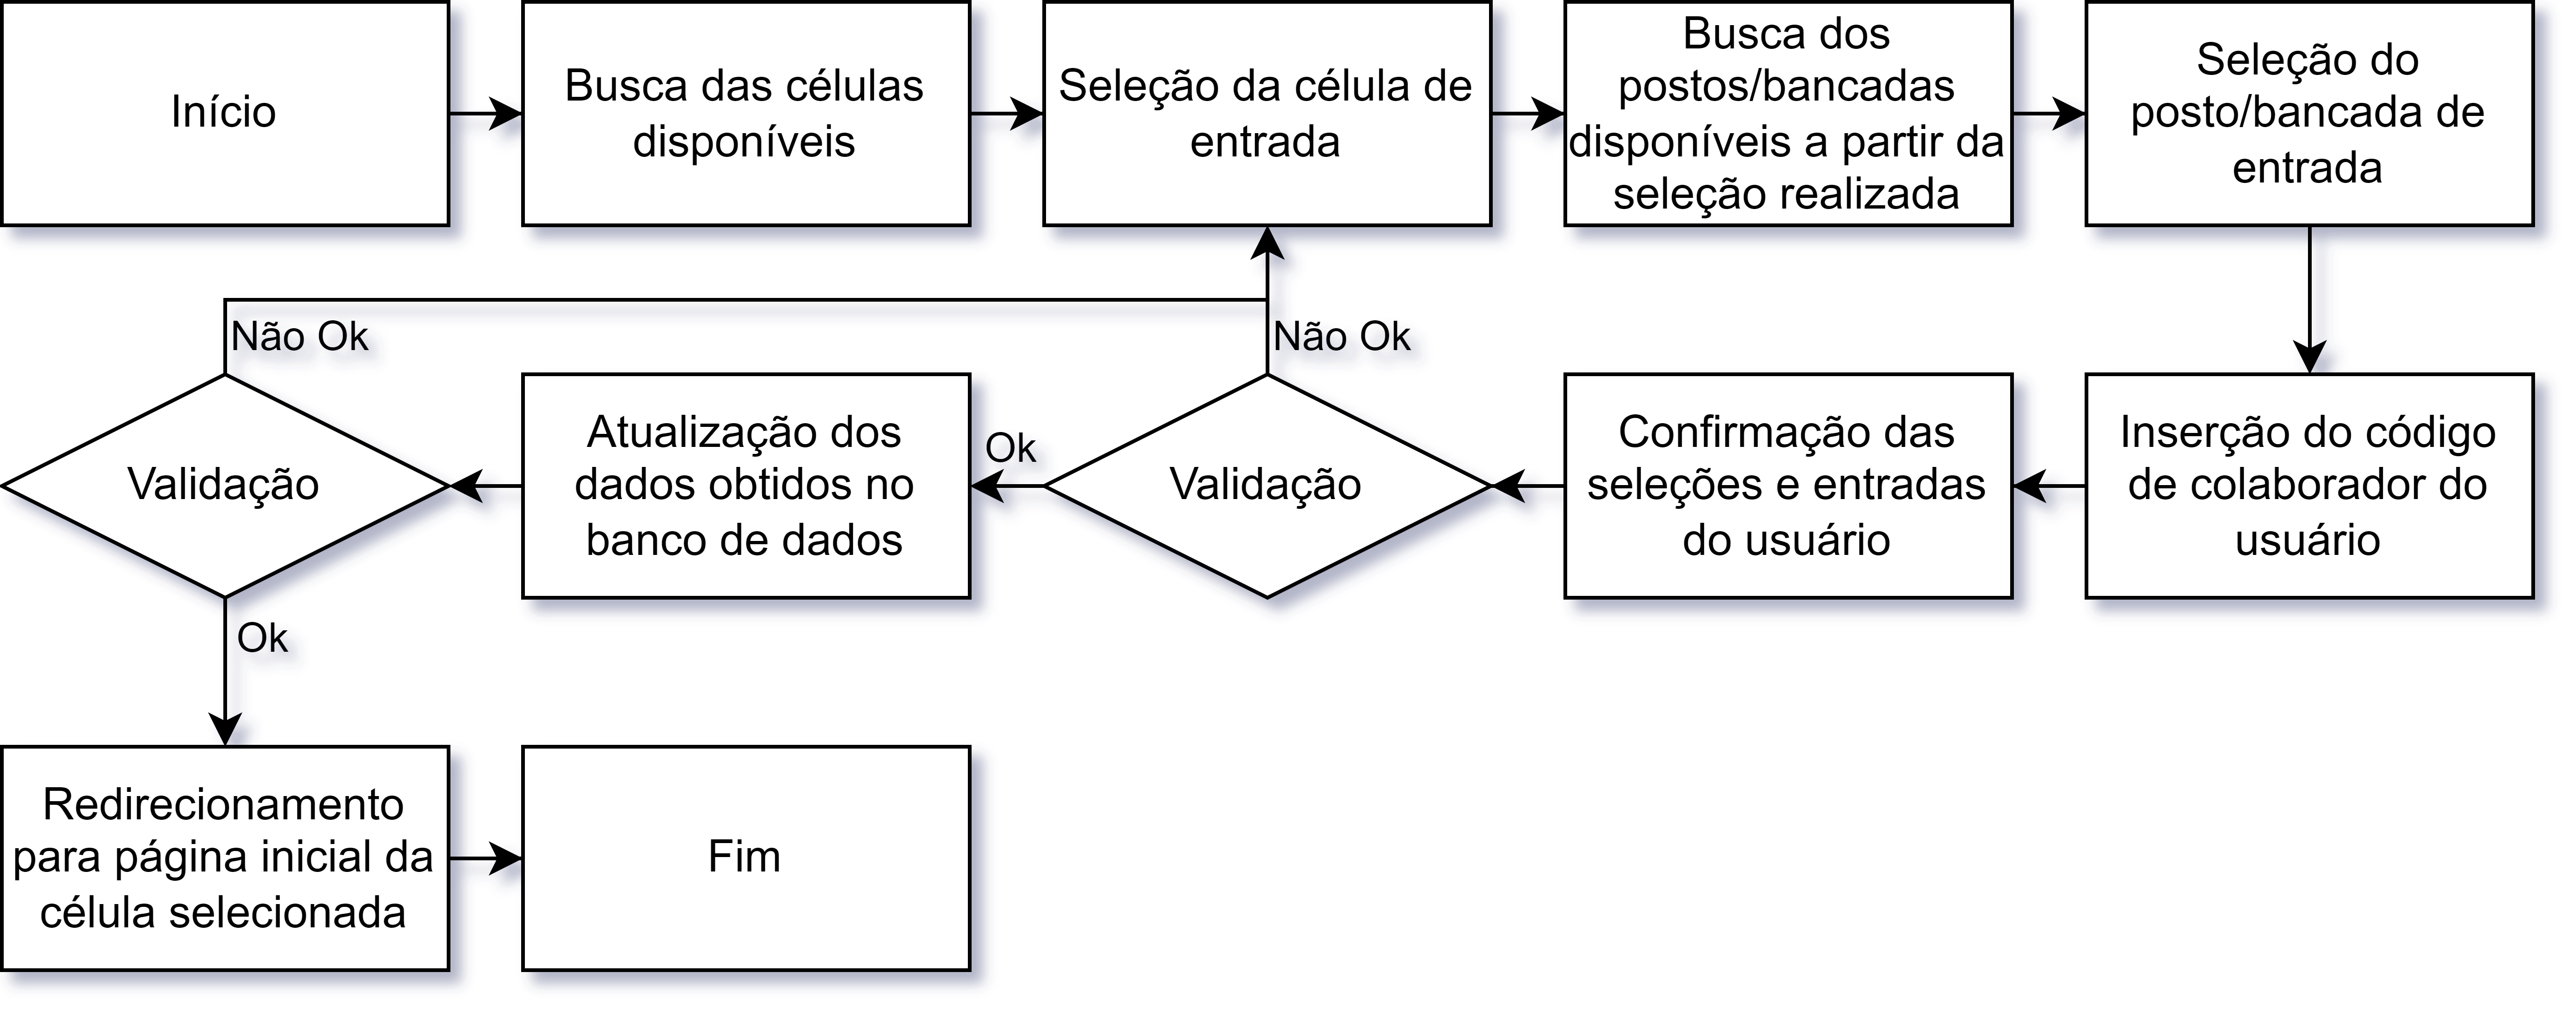 Início
Busca das células
disponíveis
Seleção da célula de
entrada
Busca dos
postos/bancadas
disponíveis a partir da
seleção realizada
Seleção do
posto/bancada de
entrada
Não Ok
Não Ok
Validação
Atualização dos
dados obtidos no
banco de dados
Ok
Validação
Confirmação das
seleções e entradas
do usuário
Inserção do código
de colaborador do
usuário
Ok
Redirecionamento
para página inicial da
célula selecionada
Fim